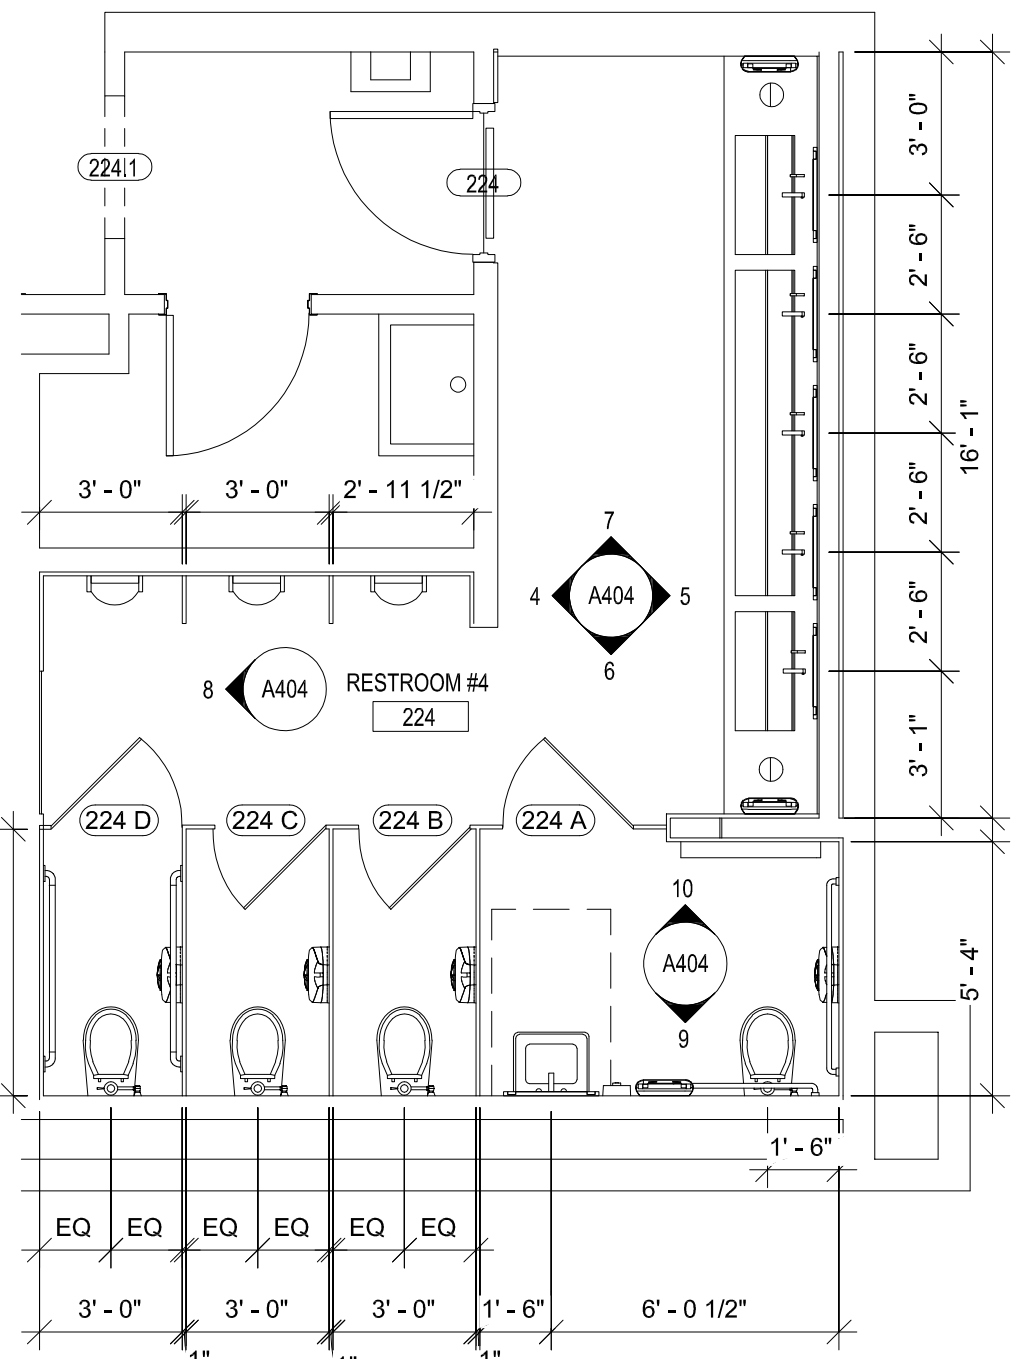 3' - 0"
224.1
224
2' - 6"
2' - 6"
16' - 1"
3' - 0"
3' - 0"
2' - 11 1/2"
2' - 6"
7
4
A404
5
2' - 6"
6
8
A404
RESTROOM #4
224
3' - 1"
224 D
224 C
224 B
224 A
10
A404
9
5' - 4"
1' - 6"
EQ
EQ
EQ
EQ
EQ
EQ
3' - 0"
3' - 0"
3' - 0"
1' - 6"
6' - 0 1/2"
1"
1"
1"